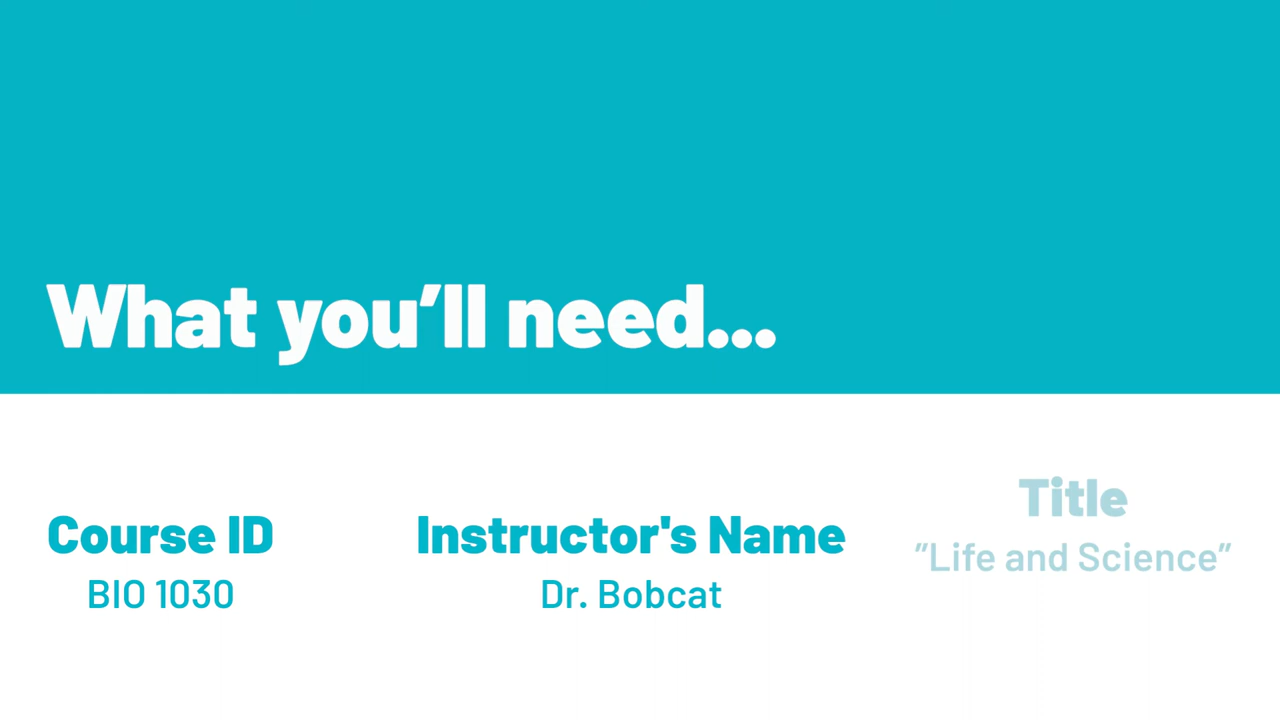 What you’ll need...
Course ID
BIO 1030
Instructor's Name
Dr. Bobcat
Title
”Life and Science”